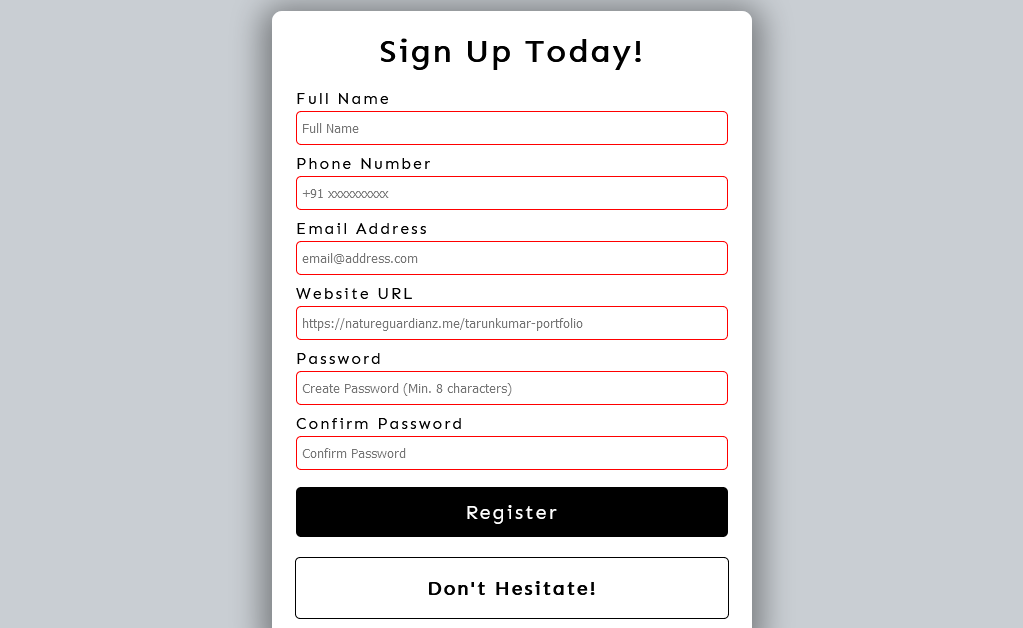 Sign Up Today!
Full Name
Full Name
Phone Number
+91 xxxxxxxxxx
Email Address
email@address.com
Website URL
https://natureguardianz.me/tarunkumar-portfolio
Password
Create Password (Min. 8 characters)
Confirm Password
Confirm Password
Register
Don't Hesitate!